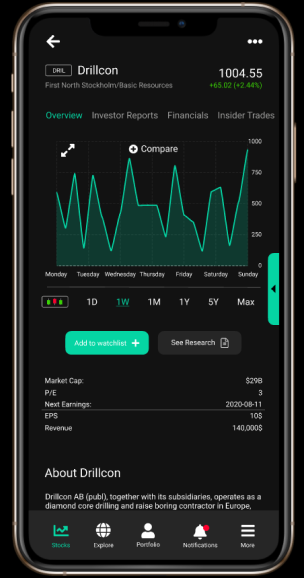 DRIL Drillcon
1004.55
First North Stockholm/Basic Resources
+65.02 (+2.44%)
Overview Investor Reports Financials Insider Trades
Compare
1000
750
500
250
0
Monday Tuesday Wednesday Thursday Friday Saturday Sunday
1D 1W 1M 1Y 5Y Max
Add to watchlist + See Research
Market Cap: $29B
P/E 3
Next Earnings: 2020-08-11
EPS 10$
Revenue 140,000$
About Drillcon
Drillcon AB (publ), together with its subsidiaries, operates as a
diamond core drilling and raise boring contractor in Europe,
Stocks Explore Portfolio Notifications More